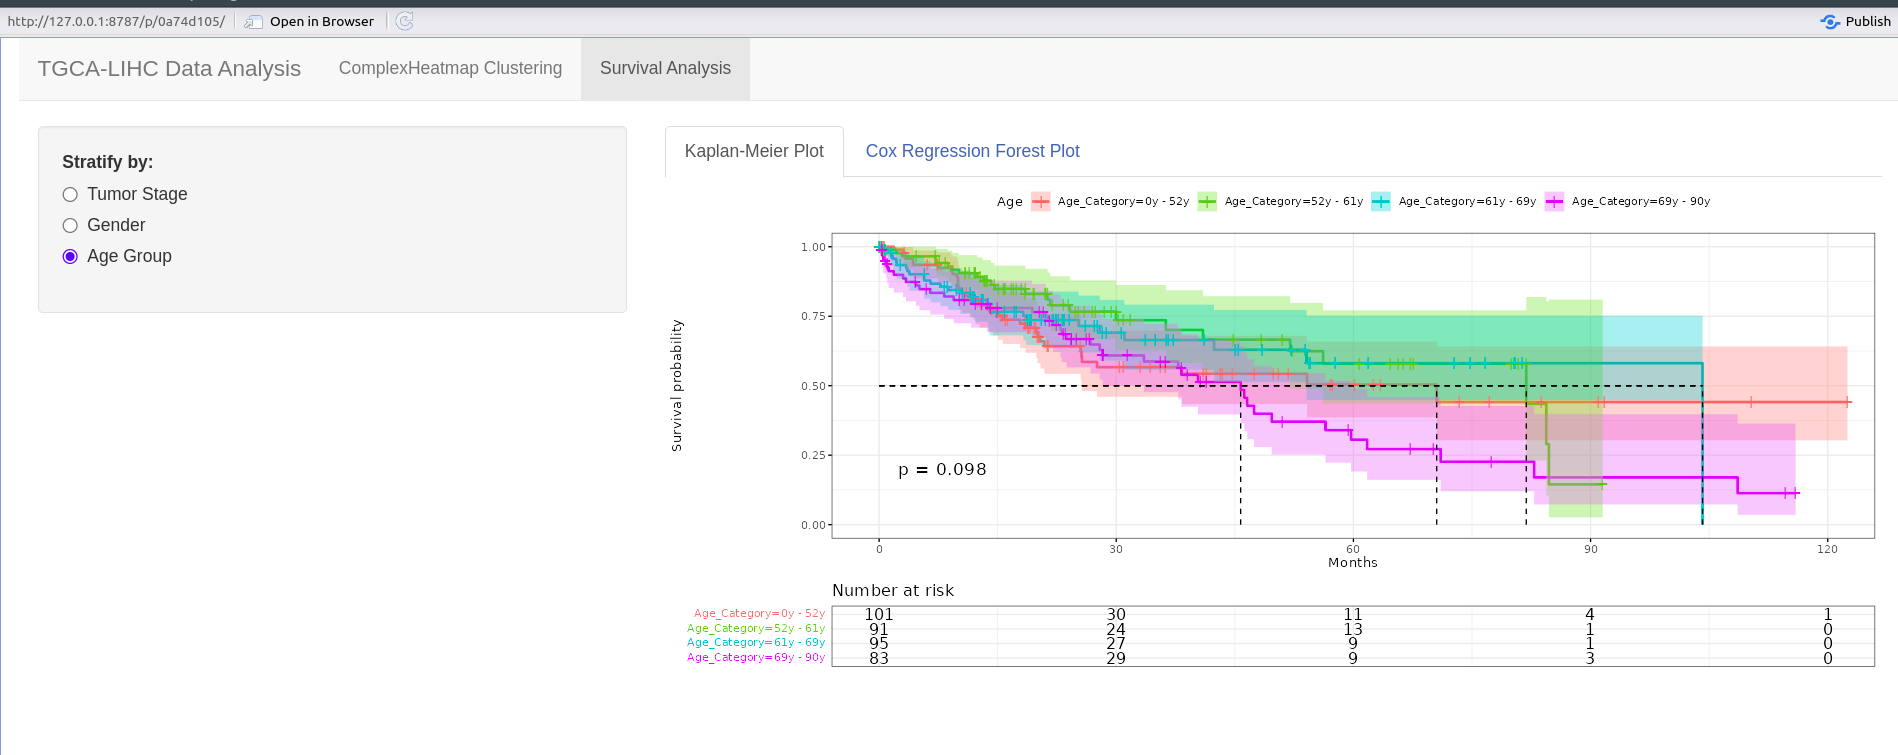 http://127.0.0.1:8787/p/0a74d105/ Open in Browser Publish
TGCA-LIHC Data Analysis ComplexHeatmap Clustering Survival Analysis
Stratify by:
Tumor Stage
Gender
Age Group
Kaplan-Meier Plot Cox Regression Forest Plot
Age Age_Category=0y - 52y Age_Category=52y - 61y Age_Category=61y - 69y Age_Category=69y - 90y
Survival probability
1.00
0.75
0.50
0.25
0.00
p = 0.098
0 30 60 90 120
Months
Number at risk
Age_Category=0y - 52y 101 30 11 4 1
Age_Category=52y - 61y 91 24 13 1 0
Age_Category=61y - 69y 95 27 9 1 0
Age_Category=69y - 90y 83 29 9 3 0